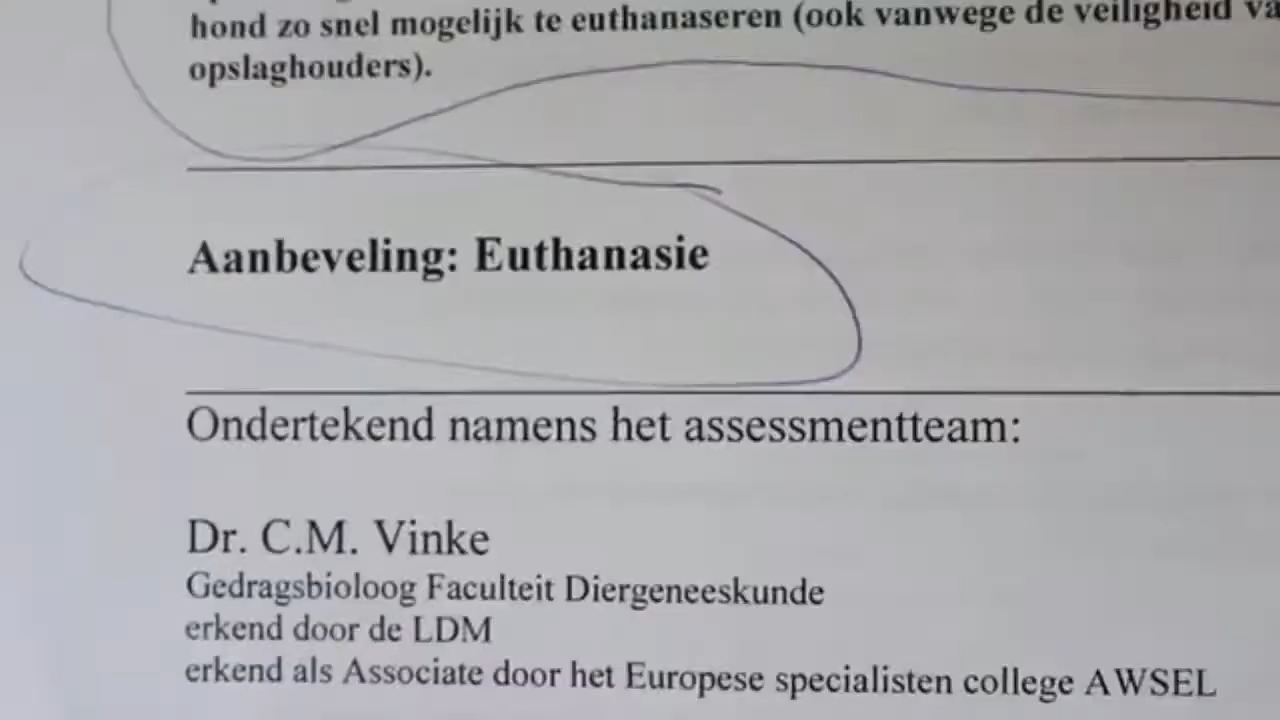 hond zo snel mogelijk te euthanaseren (ook vanwege de veiligheid
opslaghouders).
Aanbeveling: Euthanasie
Ondertekend namens het assessmentteam:
Dr. C.M. Vinke
Gedragsbioloog Faculteit Diergeneeskunde
erkend door de LDM
erkend als Associate door het Europese specialisten college AWSEL